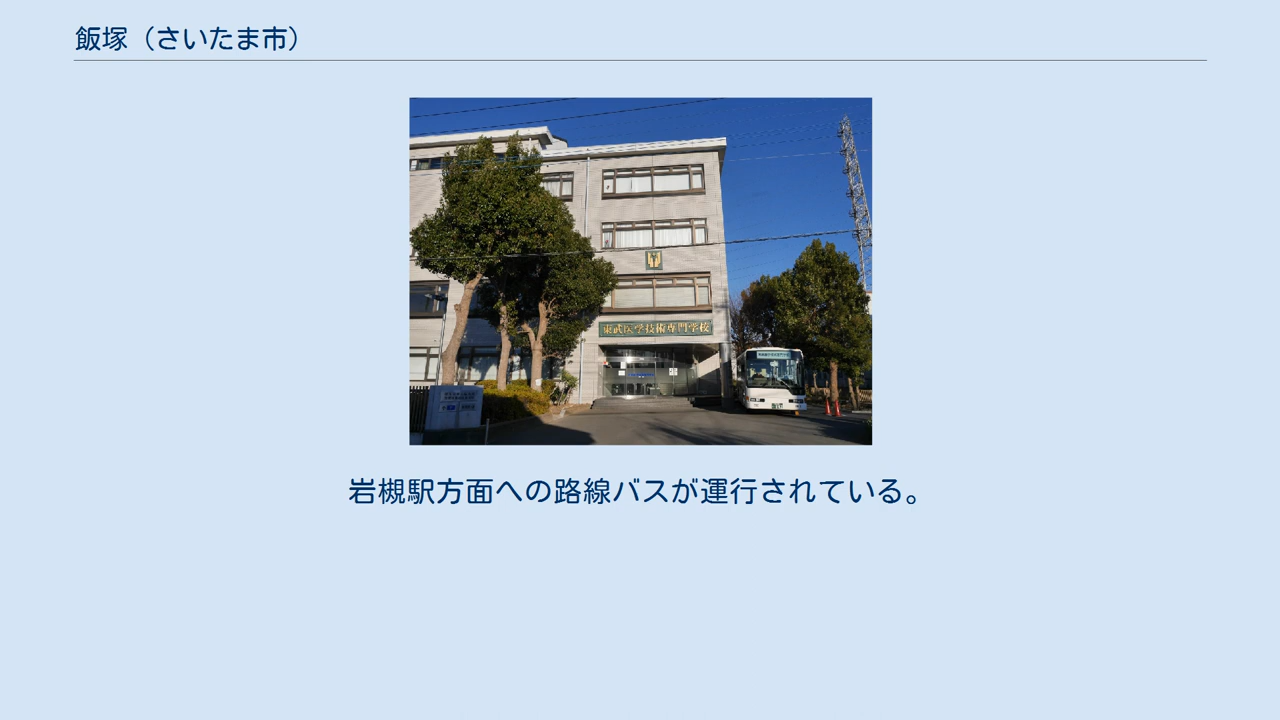 飯塚（さいたま市）
東武医学技術専門学校
岩槻駅方面への路線バスが運行されている。